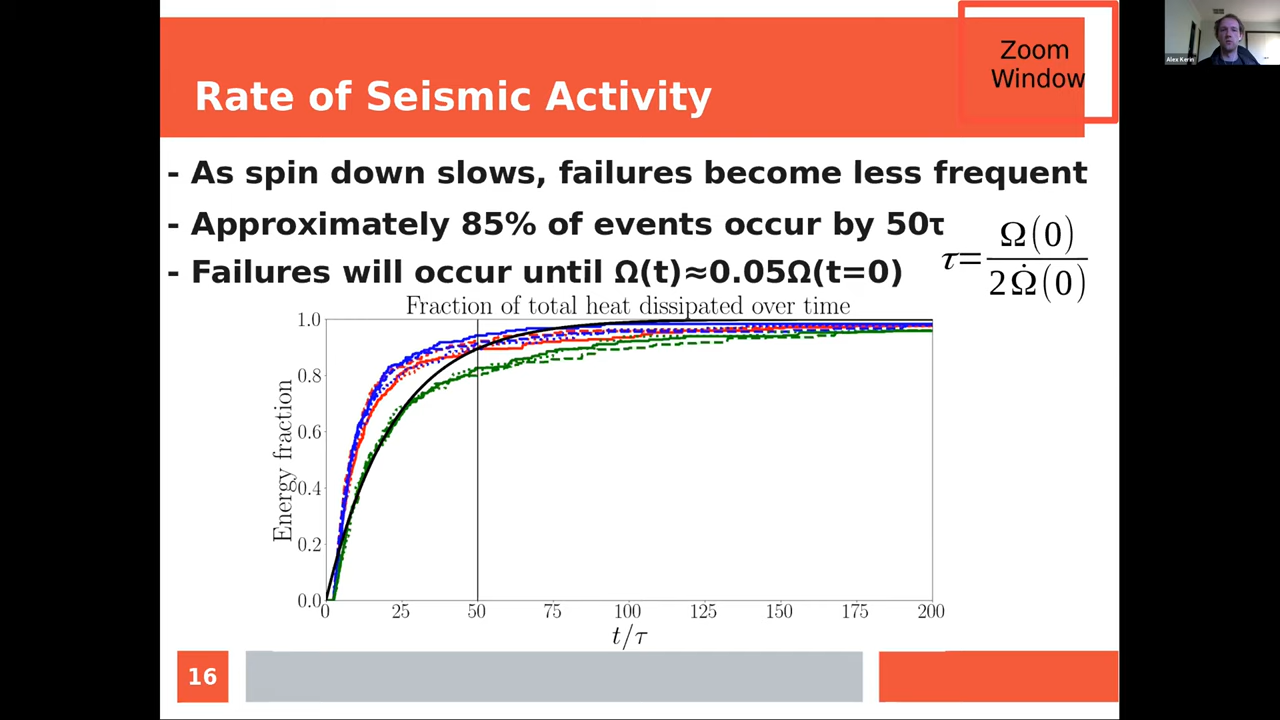 Zoom
Window
Alex Kerin
Rate of Seismic Activity
- As spin down slows, failures become less frequent
- Approximately 85% of events occur by 50τ
- Failures will occur until Ω(t)≈0.05Ω(t=0)
τ=Ω(0)/2Ω̇(0)
Fraction of total heat dissipated over time
Energy fraction
1.0
0.8
0.6
0.4
0.2
0.0
0 25 50 75 100 125 150 175 200
t/τ
16